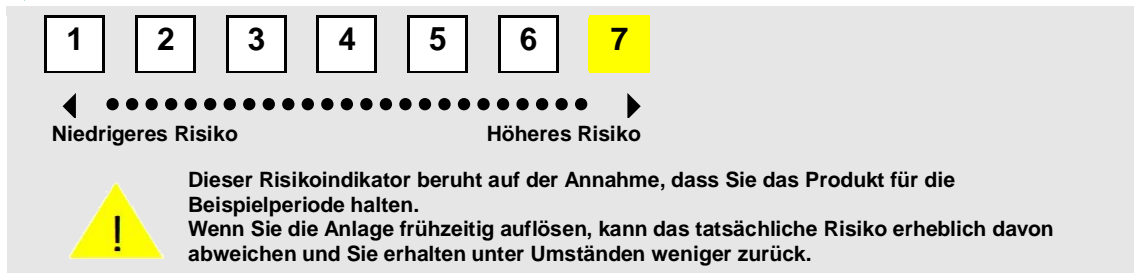 1 2 3 4 5 6 7
Niedrigeres Risiko Höheres Risiko
Dieser Risikoindikator beruht auf der Annahme, dass Sie das Produkt für die
Beispielperiode halten.
Wenn Sie die Anlage frühzeitig auflösen, kann das tatsächliche Risiko erheblich davon
abweichen und Sie erhalten unter Umständen weniger zurück.
!